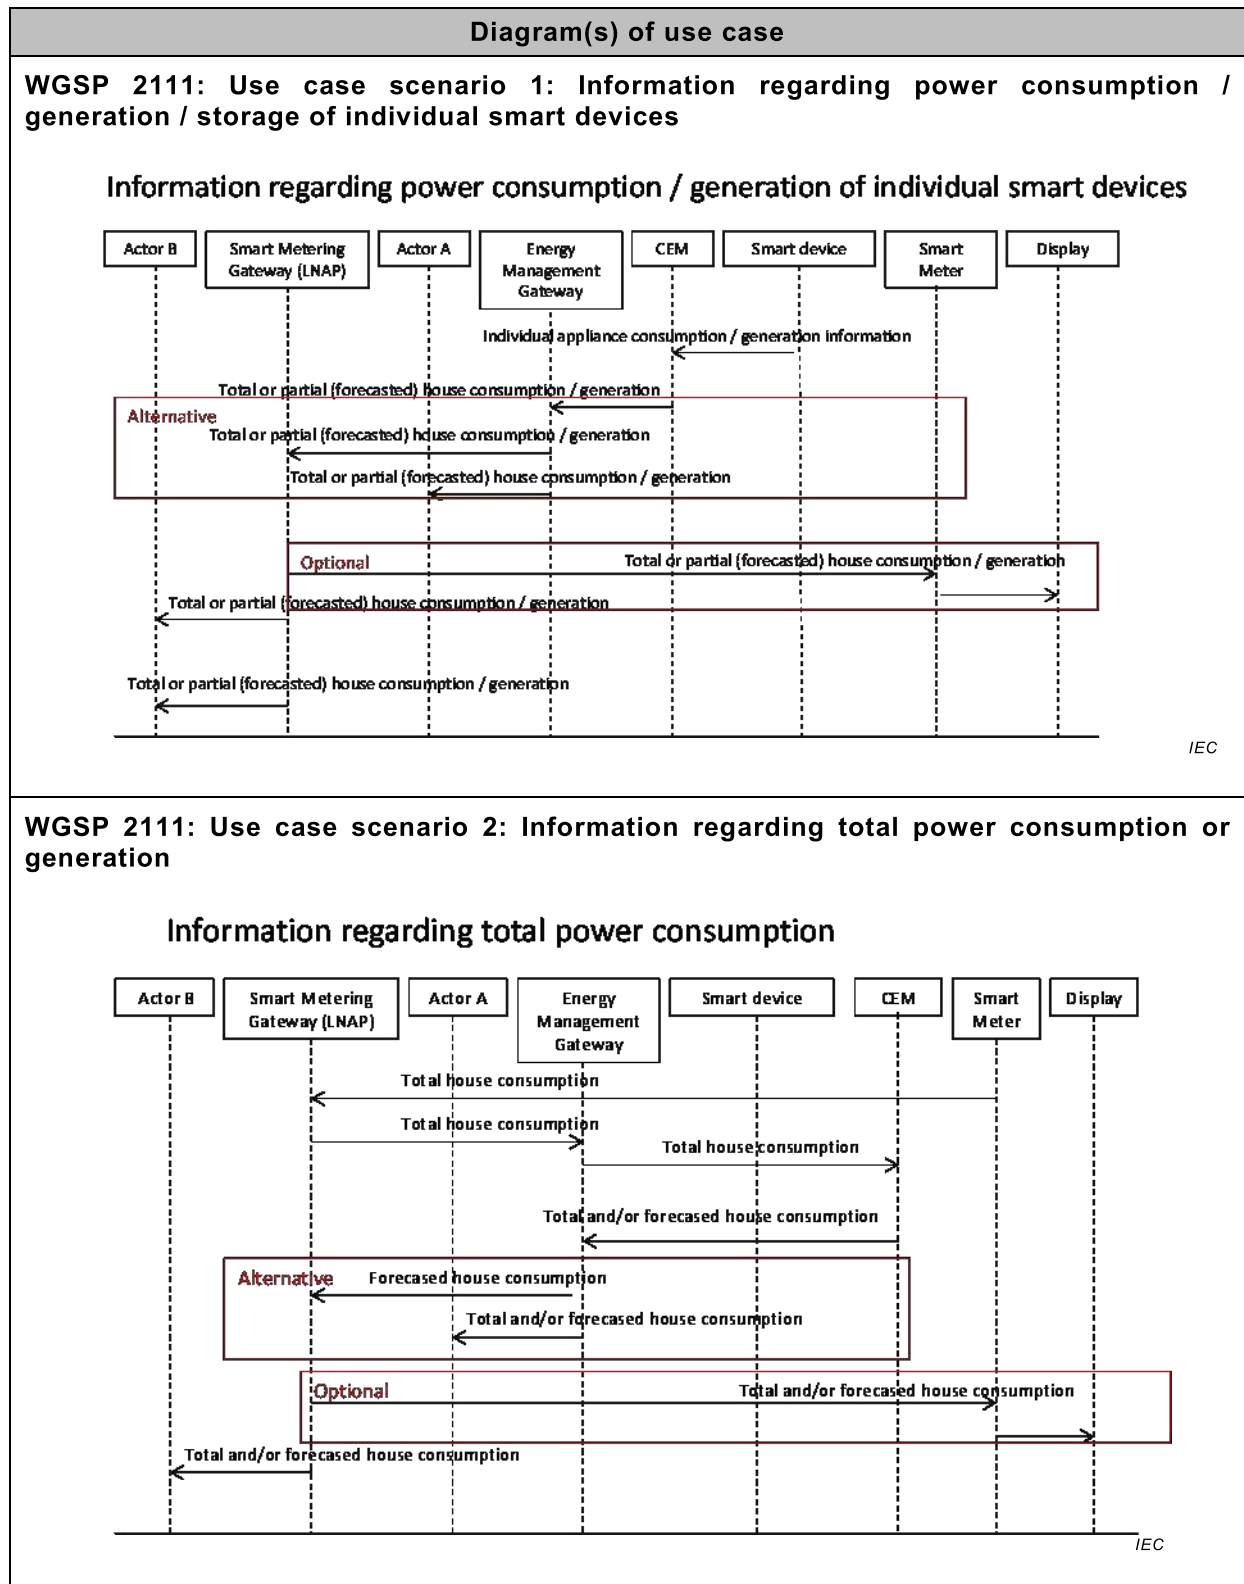 Diagram(s) of use case
WGSP 2111: Use case scenario 1: Information regarding power consumption /
generation / storage of individual smart devices
Information regarding power consumption / generation of individual smart devices
Actor B
Smart Metering
Gateway (LNAP)
Actor A
Energy
Management
Gateway
CEM
Smart device
Smart
Meter
Display
Individual appliance consumption / generation information
Total or partial (forecasted) house consumption / generation
Alternative
Total or partial (forecasted) house consumption / generation
Total or partial (forecasted) house consumption / generation
Optional
Total or partial (forecasted) house consumption / generation
Total or partial (forecasted) house consumption / generation
Total or partial (forecasted) house consumption / generation
IEC
WGSP 2111: Use case scenario 2: Information regarding total power consumption or
generation
Information regarding total power consumption
Actor B
Smart Metering
Gateway (LNAP)
Actor A
Energy
Management
Gateway
Smart device
CEM
Smart
Meter
Display
Total house consumption
Total house consumption
Total house consumption
Total and/or forecased house consumption
Alternative
Forecased house consumption
Total and/or forecased house consumption
Optional
Total and/or forecased house consumption
Total and/or forecased house consumption
IEC